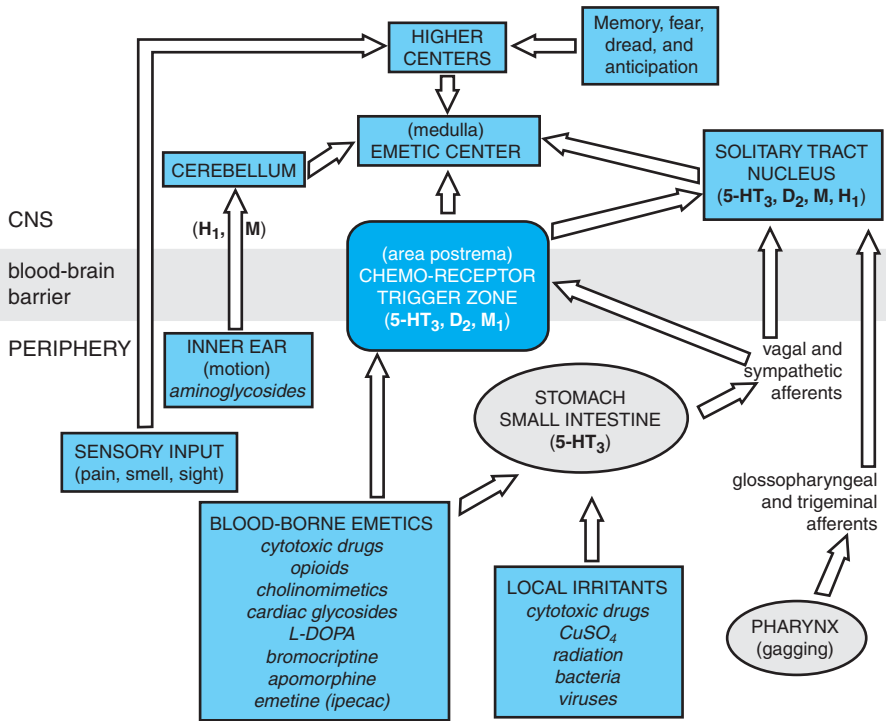 HIGHER
CENTERS
Memory, fear,
dread, and
anticipation
(medulla)
EMETIC CENTER
CEREBELLUM
SOLITARY TRACT
NUCLEUS
(5-HT₃, D₂, M, H₁)
CNS
(H₁, M)
blood-brain
barrier
(area postrema)
CHEMO-RECEPTOR
TRIGGER ZONE
(5-HT₃, D₂, M₁)
PERIPHERY
INNER EAR
(motion)
aminoglycosides
vagal and
sympathetic
afferents
STOMACH
SMALL INTESTINE
(5-HT₃)
SENSORY INPUT
(pain, smell, sight)
glossopharyngeal
and trigeminal
afferents
BLOOD-BORNE EMETICS
cytotoxic drugs
opioids
cholinomimetics
cardiac glycosides
L-DOPA
bromocriptine
apomorphine
emetine (ipecac)
LOCAL IRRITANTS
cytotoxic drugs
CuSO₄
radiation
bacteria
viruses
PHARYNX
(gagging)